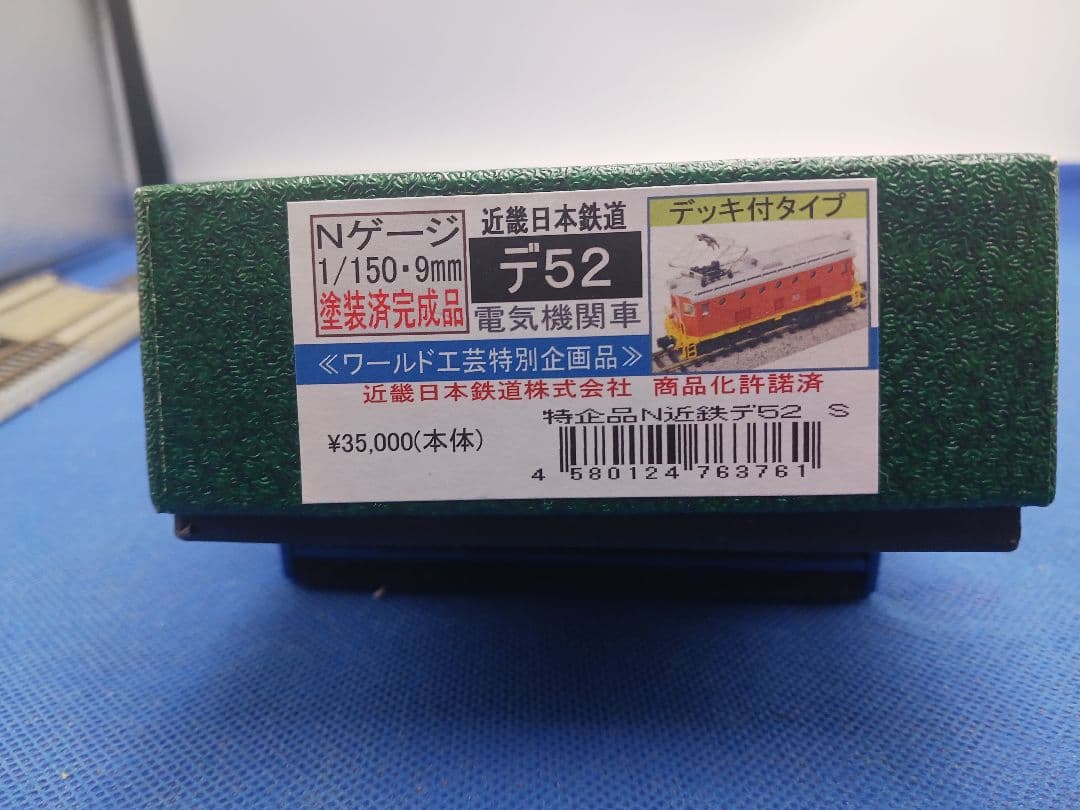 Nゲージ
1/150・9mm
塗装済完成品
近畿日本鉄道
デ52
電気機関車
デッキ付タイプ
≪ワールド工芸特別企画品≫
近畿日本鉄道株式会社 商品化許諾済
特企品N近鉄デ52 S
¥35,000(本体)
4 580124 763761